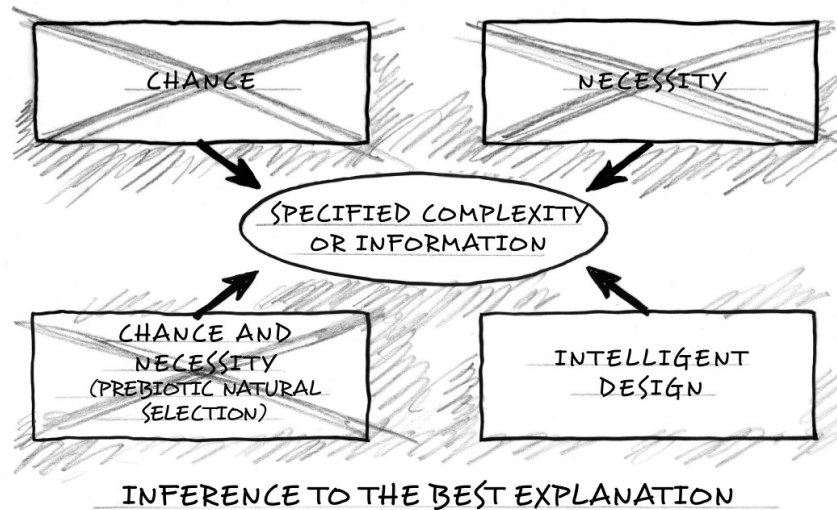 CHANCE
NECESSITY
SPECIFIED COMPLEXITY
OR INFORMATION
CHANCE AND
NECESSITY
(PREBIOTIC NATURAL
SELECTION)
INTELLIGENT
DESIGN
INFERENCE TO THE BEST EXPLANATION